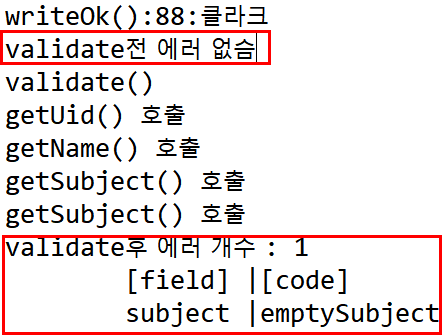 writeOk():88:클라크
validate전 에러 없슴
validate()
getUid() 호출
getName() 호출
getSubject() 호출
getSubject() 호출
validate후 에러 개수 : 1
[field] |[code]
subject |emptySubject